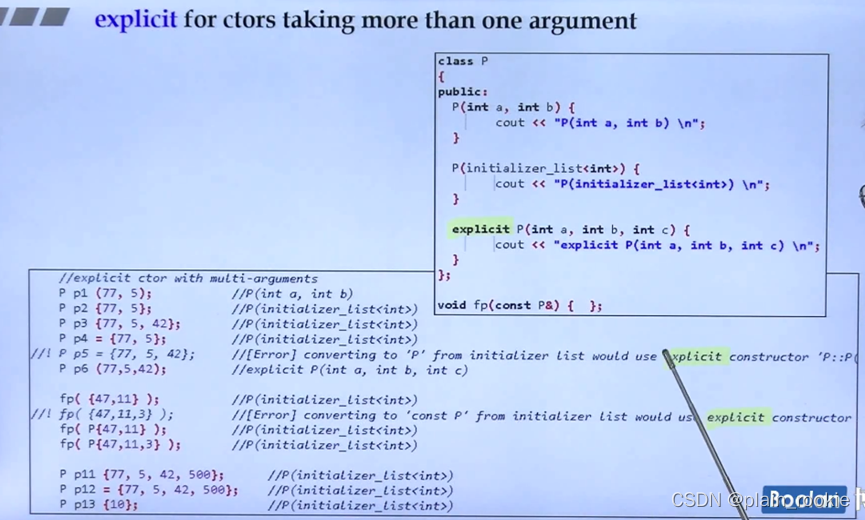 explicit for ctors taking more than one argument
class P
{
public:
P(int a, int b) {
cout << "P(int a, int b) \n";
}
P(initializer_list<int>) {
cout << "P(initializer_list<int>) \n";
}
explicit P(int a, int b, int c) {
cout << "explicit P(int a, int b, int c) \n";
}
};
void fp(const P&) { };
//explicit ctor with multi-arguments
P p1 (77, 5); //P(int a, int b)
P p2 {77, 5}; //P(initializer_list<int>)
P p3 {77, 5, 42}; //P(initializer_list<int>)
P p4 = {77, 5}; //P(initializer_list<int>)
//! P p5 = {77, 5, 42}; //[Error] converting to 'P' from initializer list would use explicit constructor 'P::P(
P p6 (77,5,42); //explicit P(int a, int b, int c)
fp( {47,11} ); //P(initializer_list<int>)
//! fp( {47,11,3} ); //[Error] converting to 'const P' from initializer list would use explicit constructor
fp( P{47,11} ); //P(initializer_list<int>)
fp( P{47,11,3} ); //P(initializer_list<int>)
P p11 {77, 5, 42, 500}; //P(initializer_list<int>)
P p12 = {77, 5, 42, 500}; //P(initializer_list<int>)
P p13 {10}; //P(initializer_list<int>)
Boolan